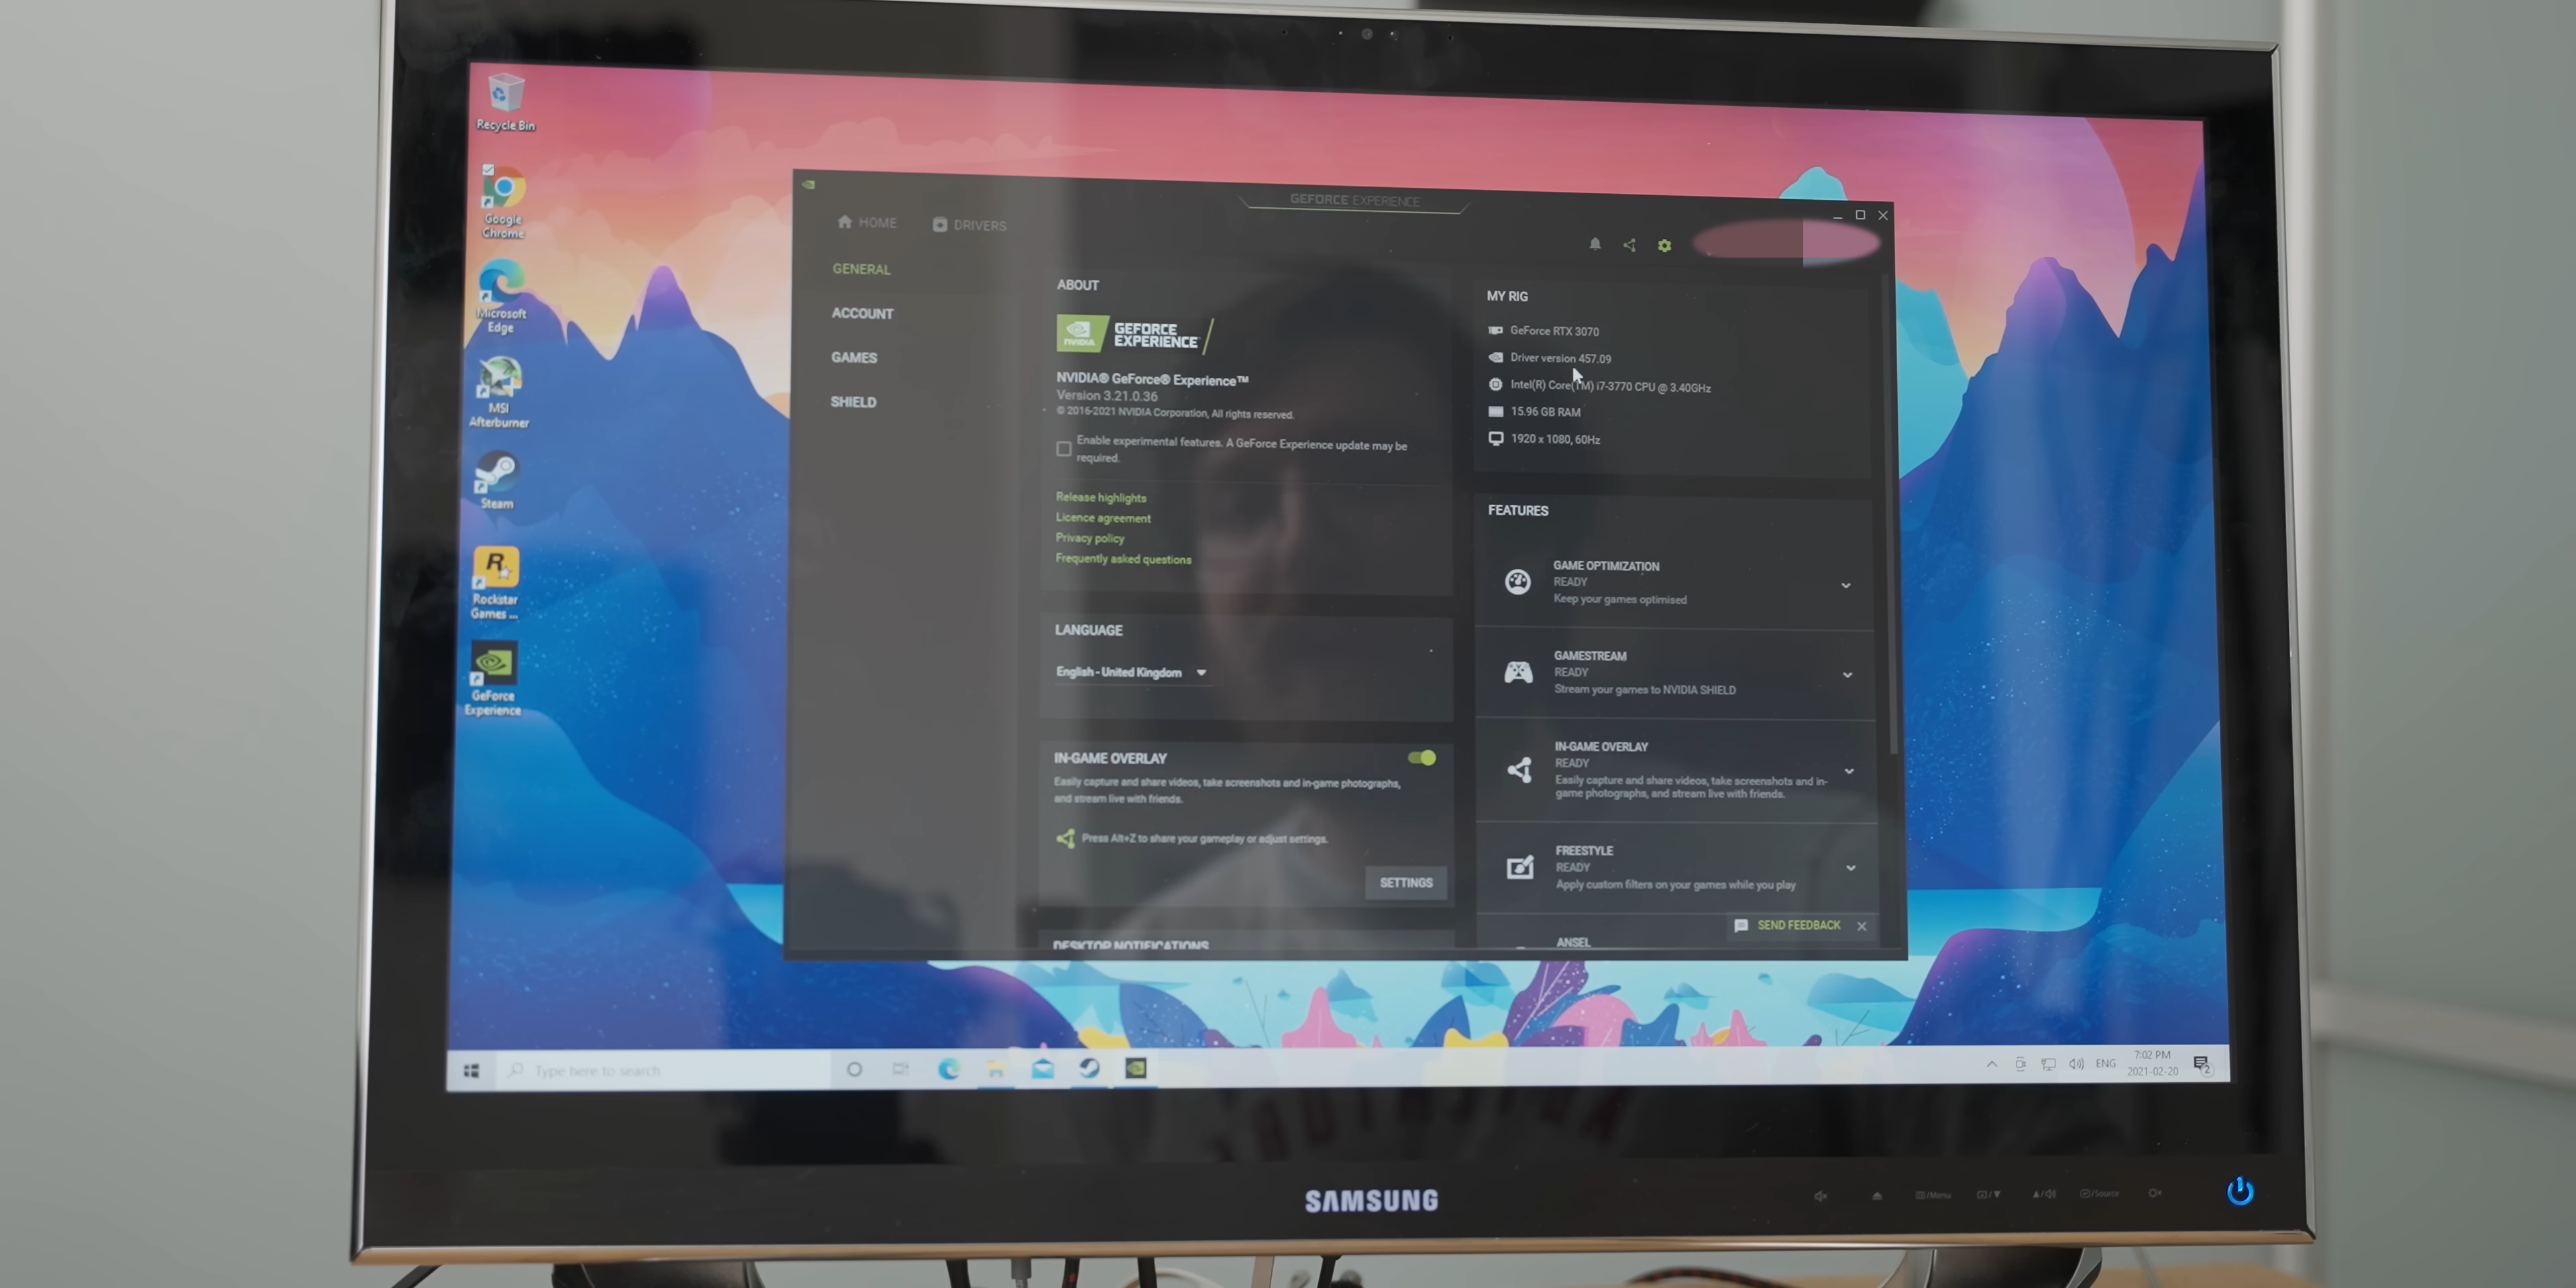 Recycle Bin
Google
Chrome
Microsoft
Edge
MSI
Afterburner
Steam
Rockstar
Games ...
GeForce
Experience
GEFORCE EXPERIENCE
HOME
DRIVERS
GENERAL
ACCOUNT
GAMES
SHIELD
ABOUT
NVIDIA
GEFORCE
EXPERIENCE
NVIDIA® GeForce® Experience™
Version 3.21.0.36
© 2016-2021 NVIDIA Corporation, All rights reserved.
Enable experimental features. A GeForce Experience update may be
required.
Release highlights
Licence agreement
Privacy policy
Frequently asked questions
LANGUAGE
English - United Kingdom
IN-GAME OVERLAY
Easily capture and share videos, take screenshots and in-game photographs,
and stream live with friends.
Press Alt+Z to share your gameplay or adjust settings.
SETTINGS
DESKTOP NOTIFICATIONS
MY RIG
GeForce RTX 3070
Driver version 457.09
Intel(R) Core(TM) i7-3770 CPU @ 3.40GHz
15.96 GB RAM
1920 x 1080, 60Hz
FEATURES
GAME OPTIMIZATION
READY
Keep your games optimised
GAMESTREAM
READY
Stream your games to NVIDIA SHIELD
IN-GAME OVERLAY
READY
Easily capture and share videos, take screenshots and in-
game photographs, and stream live with friends.
FREESTYLE
READY
Apply custom filters on your games while you play
ANSEL
SEND FEEDBACK
Type here to search
ENG
7:02 PM
2021-02-20
2
SAMSUNG
/Menu
/Source